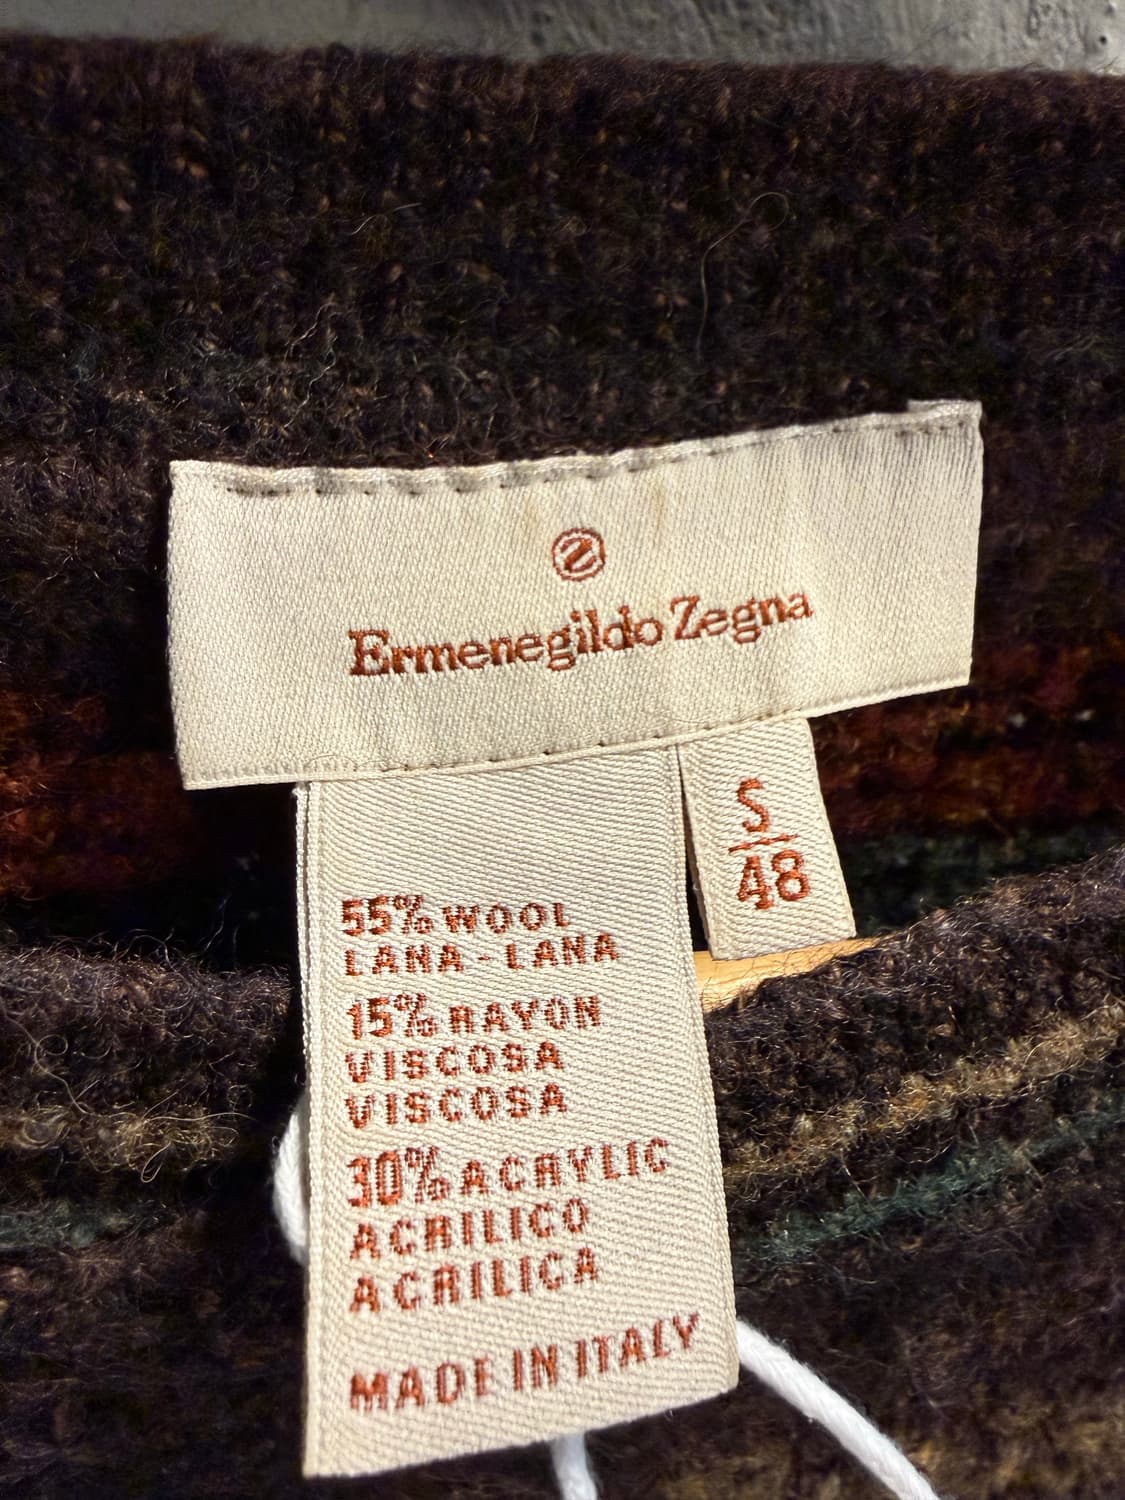 Z
Ermenegildo Zegna
S
48
55% WOOL
LANA - LANA
15% RAYON
VISCOSA
VISCOSA
30% ACRYLIC
ACRILICO
ACRILICA
MADE IN ITALY